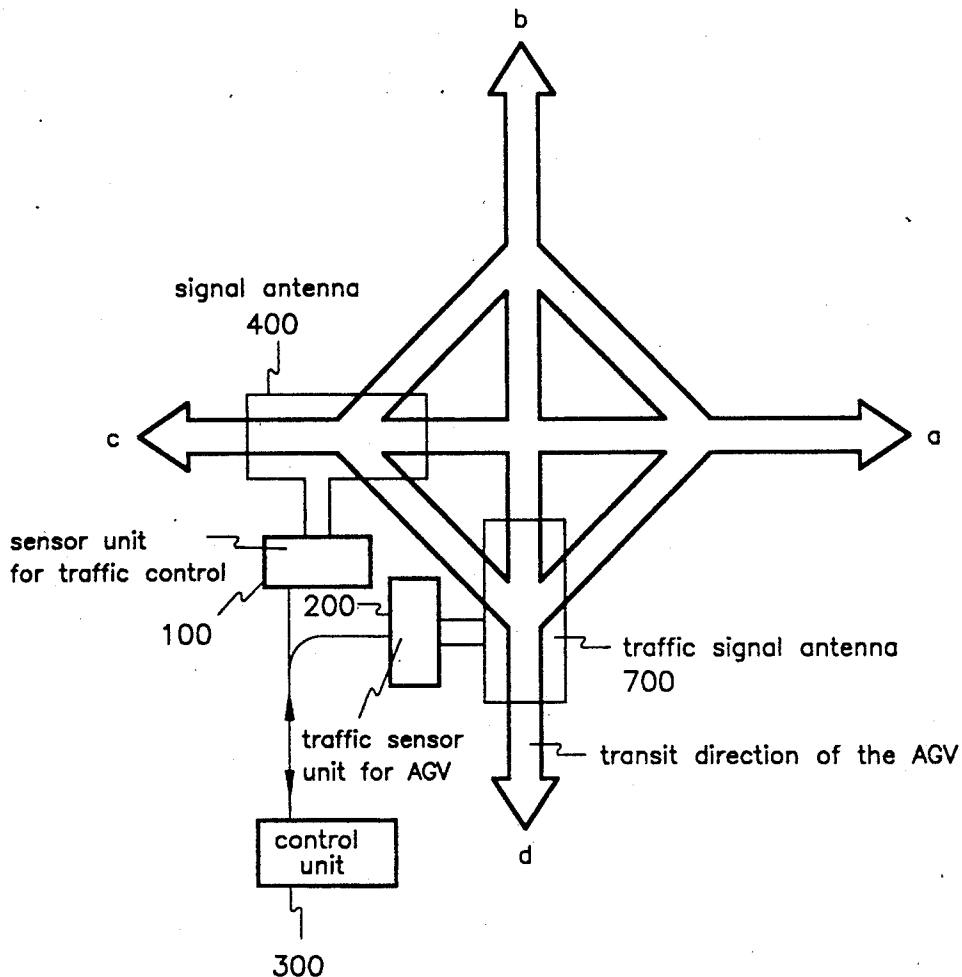 b
signal antenna
400
c
a
sensor unit
for traffic control
100
200
traffic signal antenna
700
traffic sensor
unit for AGV
transit direction of the AGV
control
unit
d
300